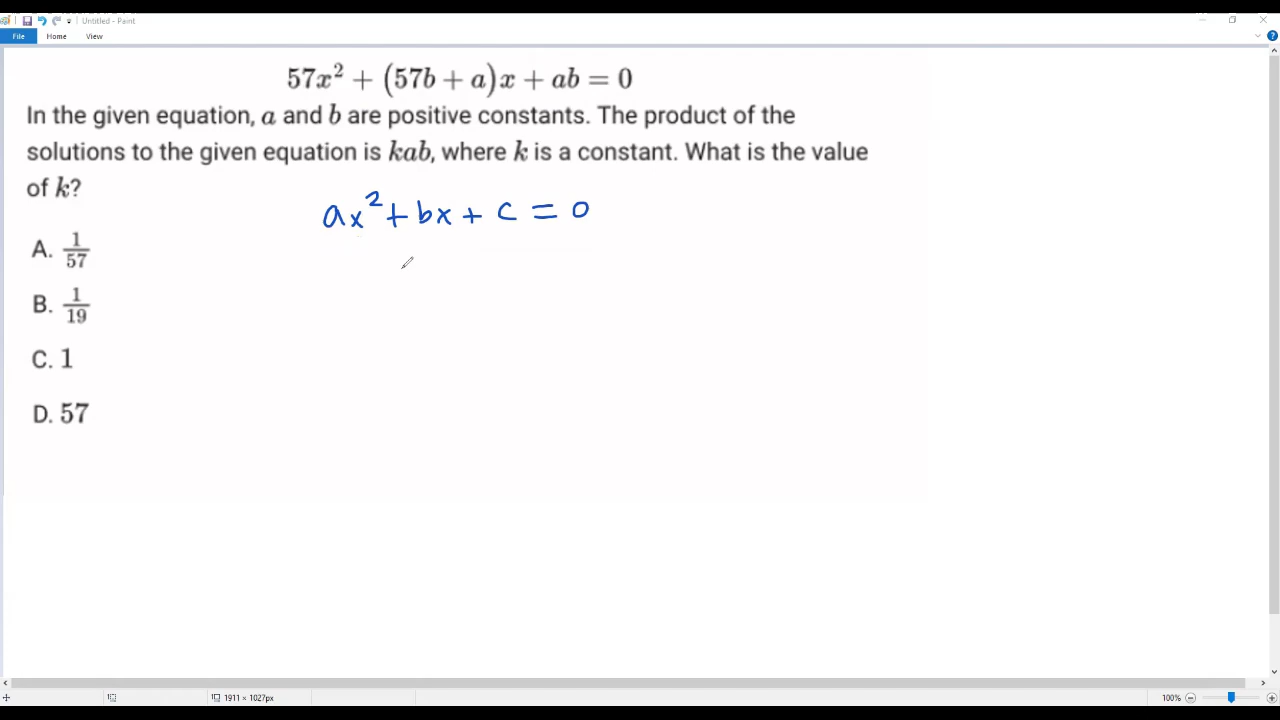 Untitled - Paint
File Home View
57x² + (57b + a)x + ab = 0
In the given equation, a and b are positive constants. The product of the
solutions to the given equation is kab, where k is a constant. What is the value
of k?
ax² + bx + c = 0
A. 1/57
B. 1/19
C. 1
D. 57
1911 × 1027px
100%